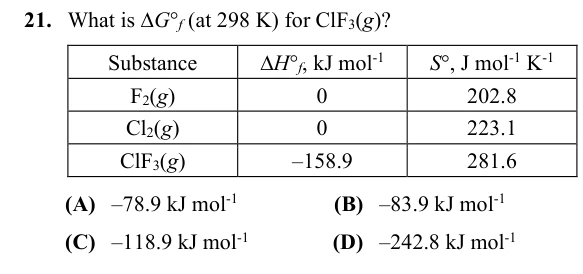 21. What is ΔG°f (at 298 K) for ClF₃(g)?
Substance ΔH°f, kJ mol⁻¹ S°, J mol⁻¹ K⁻¹
F₂(g) 0 202.8
Cl₂(g) 0 223.1
ClF₃(g) –158.9 281.6
(A) –78.9 kJ mol⁻¹ (B) –83.9 kJ mol⁻¹
(C) –118.9 kJ mol⁻¹ (D) –242.8 kJ mol⁻¹